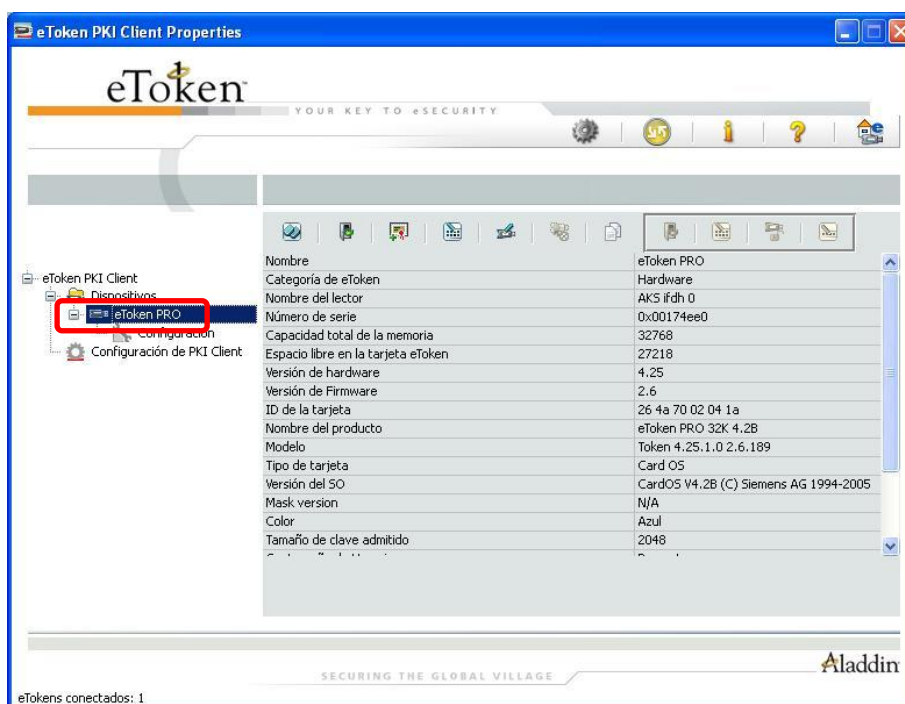 eToken PKI Client Properties
eToken
YOUR KEY TO eSECURITY
eToken PKI Client
Dispositivos
eToken PRO
Configuración
Configuración de PKI Client
Nombre eToken PRO
Categoría de eToken Hardware
Nombre del lector AKS ifdh 0
Número de serie 0x00174ee0
Capacidad total de la memoria 32768
Espacio libre en la tarjeta eToken 27218
Versión de hardware 4.25
Versión de Firmware 2.6
ID de la tarjeta 26 4a 70 02 04 1a
Nombre del producto eToken PRO 32K 4.2B
Modelo Token 4.25.1.0 2.6.189
Tipo de tarjeta Card OS
Versión del SO CardOS V4.2B (C) Siemens AG 1994-2005
Mask version N/A
Color Azul
Tamaño de clave admitido 2048
Aladdin
SECURING THE GLOBAL VILLAGE
eTokens conectados: 1